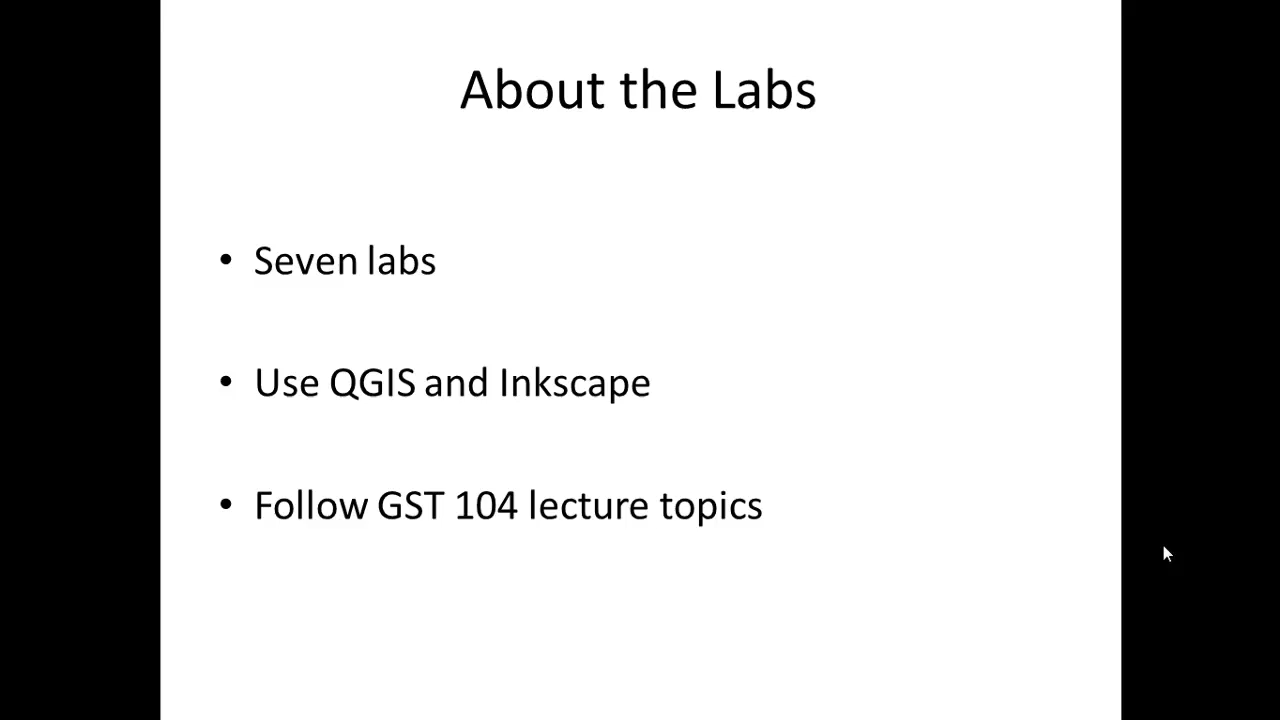 About the Labs
• Seven labs
• Use QGIS and Inkscape
• Follow GST 104 lecture topics